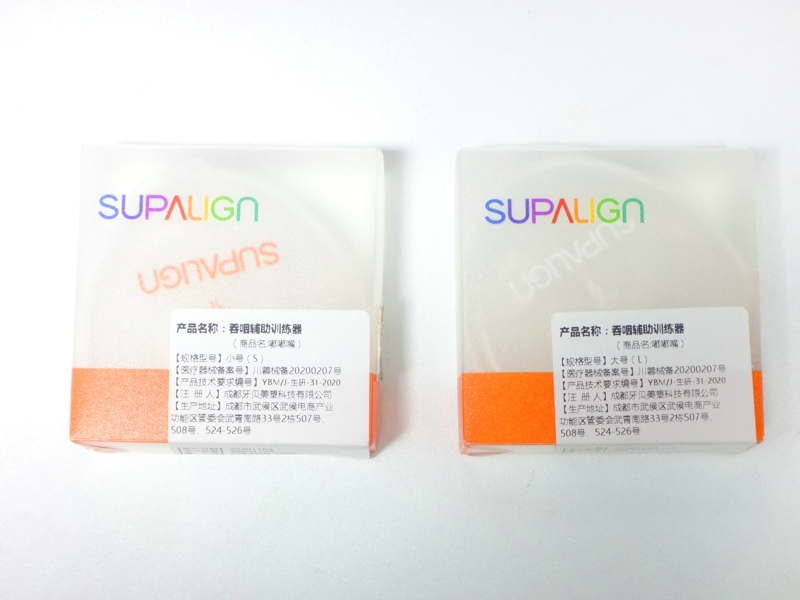 SUPALIGN
SUPALIGN
产品名称：吞咽辅助训练器
（商品名:嘟嘟嘴）
【规格型号】小号（S）
【医疗器械备案号】川蓉械备20200207号
【产品技术要求编号】YBM/J-生研-31-2020
【注 册 人】成都牙贝美塑科技有限公司
【生产地址】成都市武侯区武侯电商产业
功能区管委会武青南路33号2栋507号、
508号、524-526号
SUPALIGN
SUPALIGN
产品名称：吞咽辅助训练器
（商品名:嘟嘟嘴）
【规格型号】大号（L）
【医疗器械备案号】川蓉械备20200207号
【产品技术要求编号】YBM/J-生研-31-2020
【注 册 人】成都牙贝美塑科技有限公司
【生产地址】成都市武侯区武侯电商产业
功能区管委会武青南路33号2栋507号、
508号、524-526号